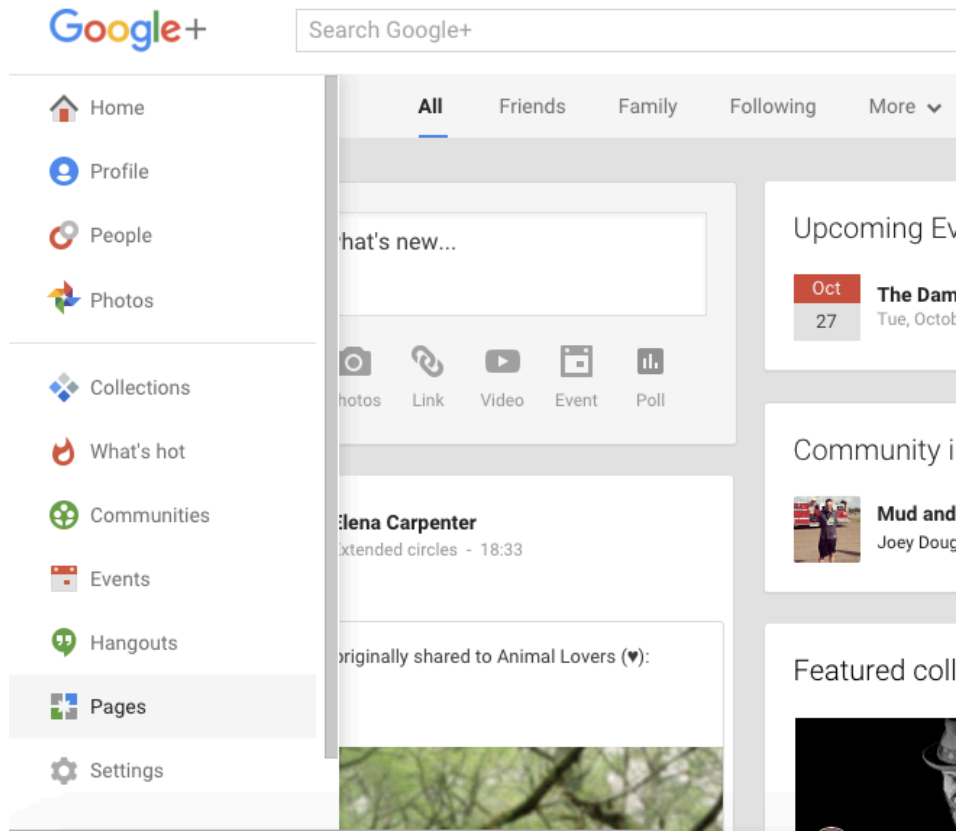 Google+
Search Google+
Home
Profile
People
Photos
Collections
What's hot
Communities
Events
Hangouts
Pages
Settings
All Friends Family Following More
hat's new...
hotos Link Video Event Poll
Elena Carpenter
Extended circles - 18:33
originally shared to Animal Lovers (♥):
Upcoming Ev
Oct
27
The Dam
Tue, Octob
Community i
Mud and
Joey Doug
Featured coll